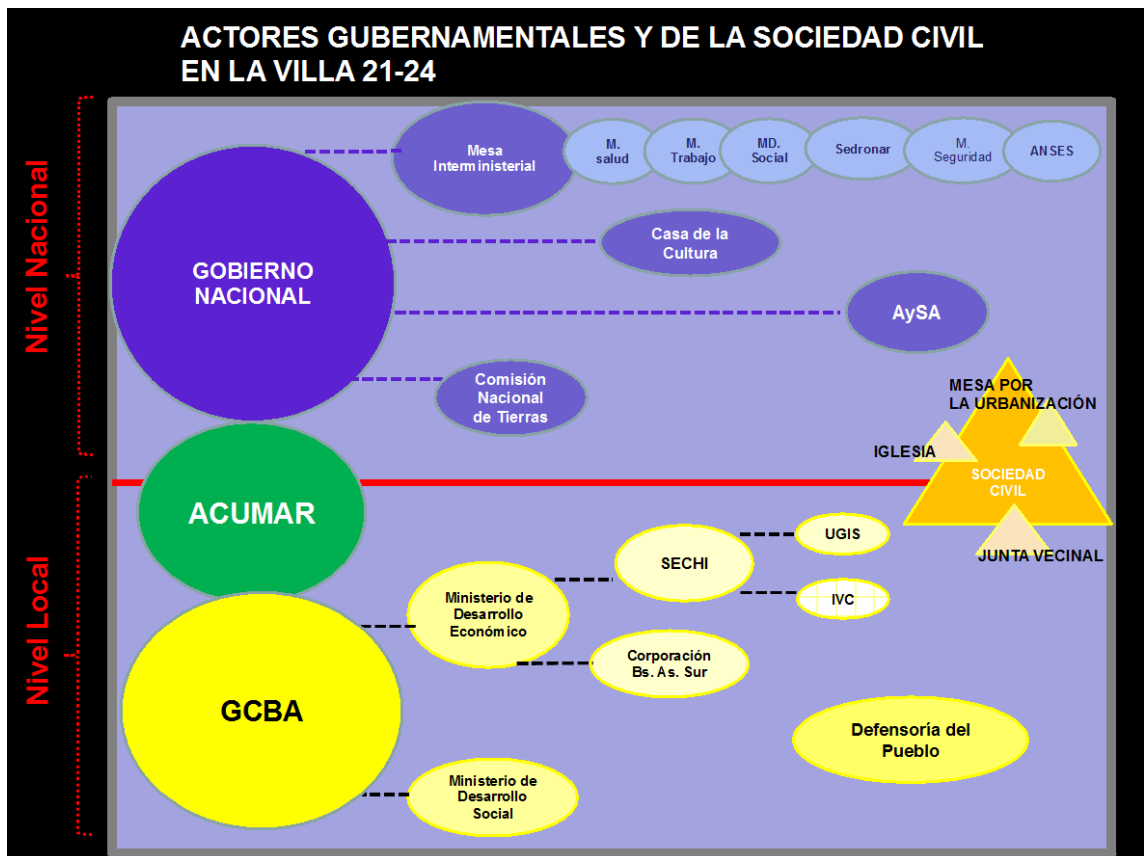 ACTORES GUBERNAMENTALES Y DE LA SOCIEDAD CIVIL
EN LA VILLA 21-24
Nivel Nacional
GOBIERNO
NACIONAL
Mesa
Interministerial
M.
salud
M.
Trabajo
MD.
Social
Sedronar
M.
Seguridad
ANSES
Casa de la
Cultura
AySA
Comisión
Nacional
de Tierras
MESA POR
LA URBANIZACIÓN
IGLESIA
SOCIEDAD
CIVIL
JUNTA VECINAL
Nivel Local
ACUMAR
GCBA
Ministerio de
Desarrollo
Económico
SECHI
UGIS
IVC
Corporación
Bs. As. Sur
Defensoría del
Pueblo
Ministerio de
Desarrollo
Social